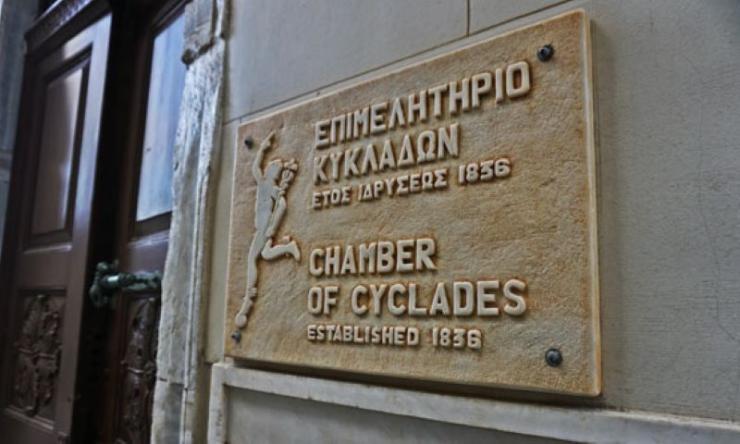 ΕΠΙΜΕΛΗΤΗΡΙΟ
ΚΥΚΛΑΔΩΝ
ΕΤΟΣ ΙΔΡΥΣΕΩΣ 1836
CHAMBER
OF CYCLADES
ESTABLISHED 1836